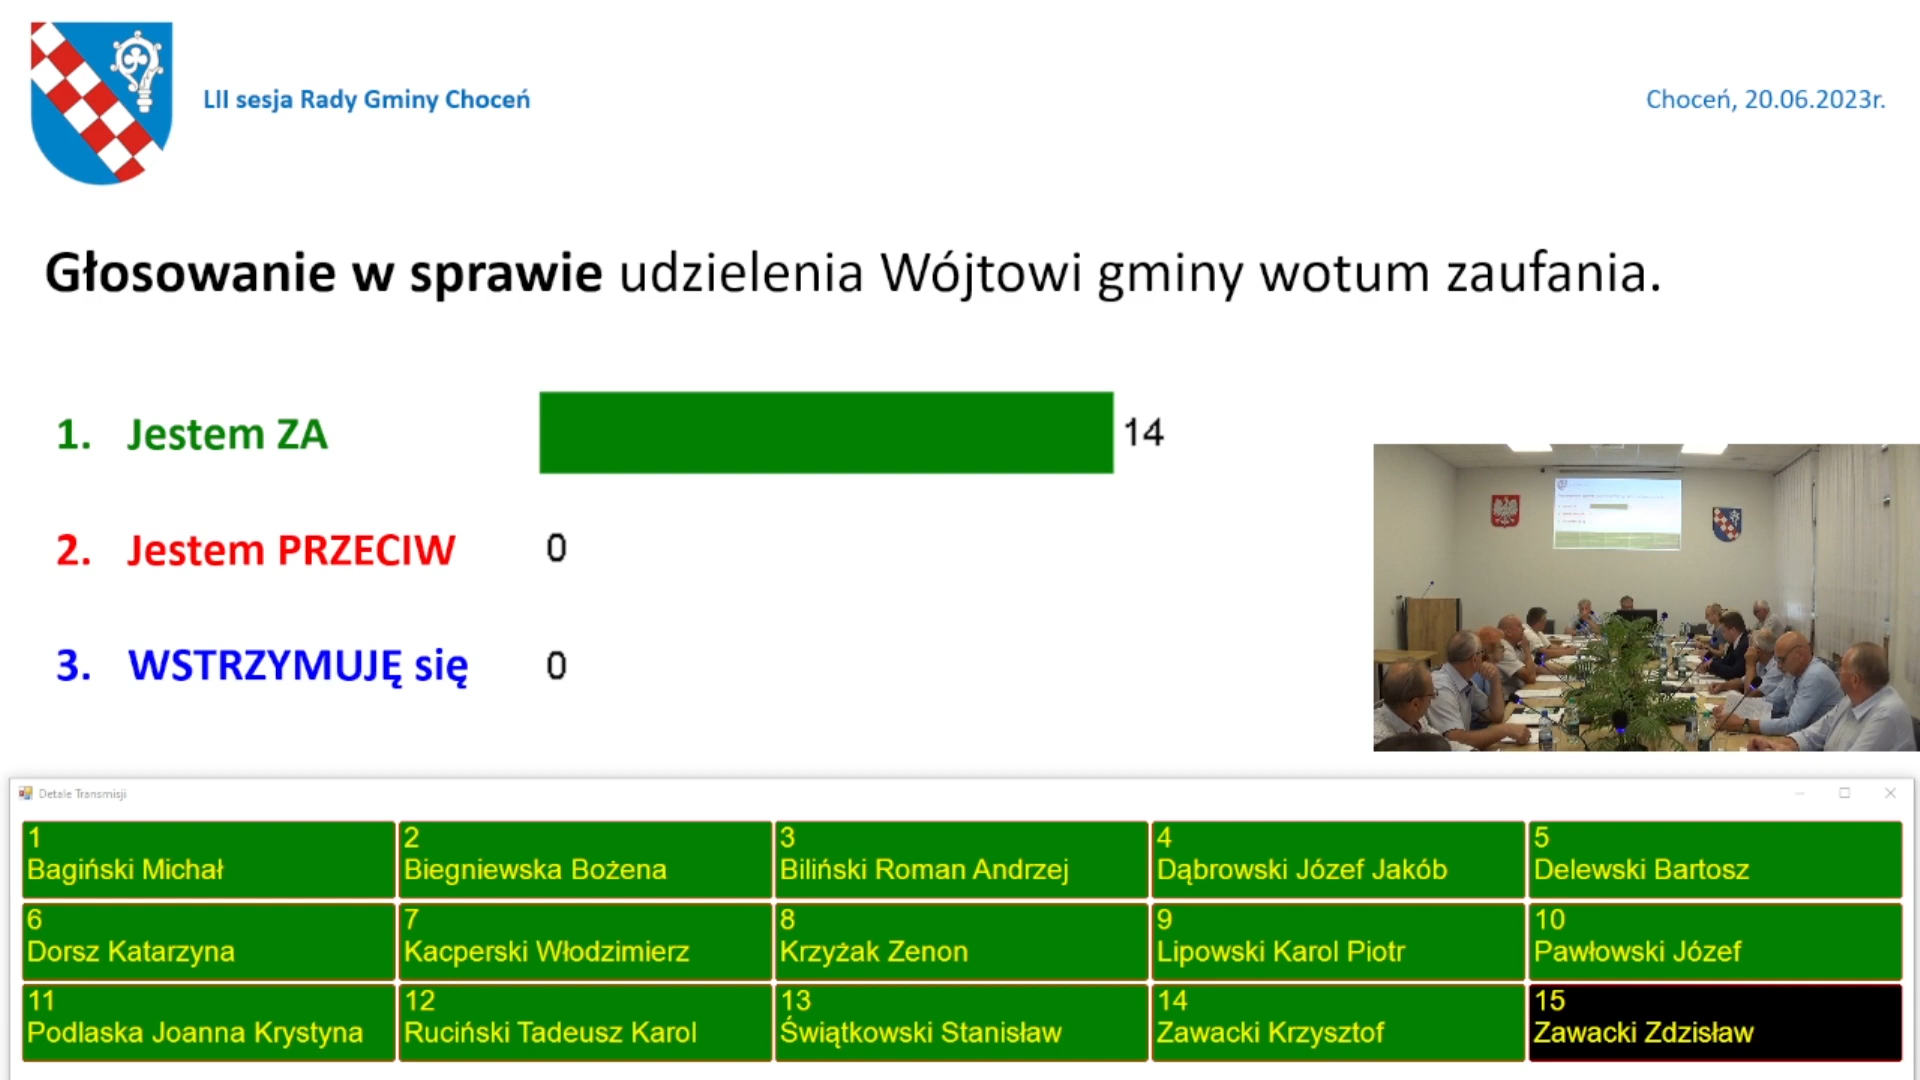 LII sesja Rady Gminy Choceń
Choceń, 20.06.2023r.
Głosowanie w sprawie udzielenia Wójtowi gminy wotum zaufania.
1. Jestem ZA 14
2. Jestem PRZECIW 0
3. WSTRZYMUJĘ się 0
Detale Transmisji
1
Bagiński Michał
2
Biegniewska Bożena
3
Biliński Roman Andrzej
4
Dąbrowski Józef Jakób
5
Delewski Bartosz
6
Dorsz Katarzyna
7
Kacperski Włodzimierz
8
Krzyżak Zenon
9
Lipowski Karol Piotr
10
Pawłowski Józef
11
Podlaska Joanna Krystyna
12
Ruciński Tadeusz Karol
13
Świątkowski Stanisław
14
Zawacki Krzysztof
15
Zawacki Zdzisław